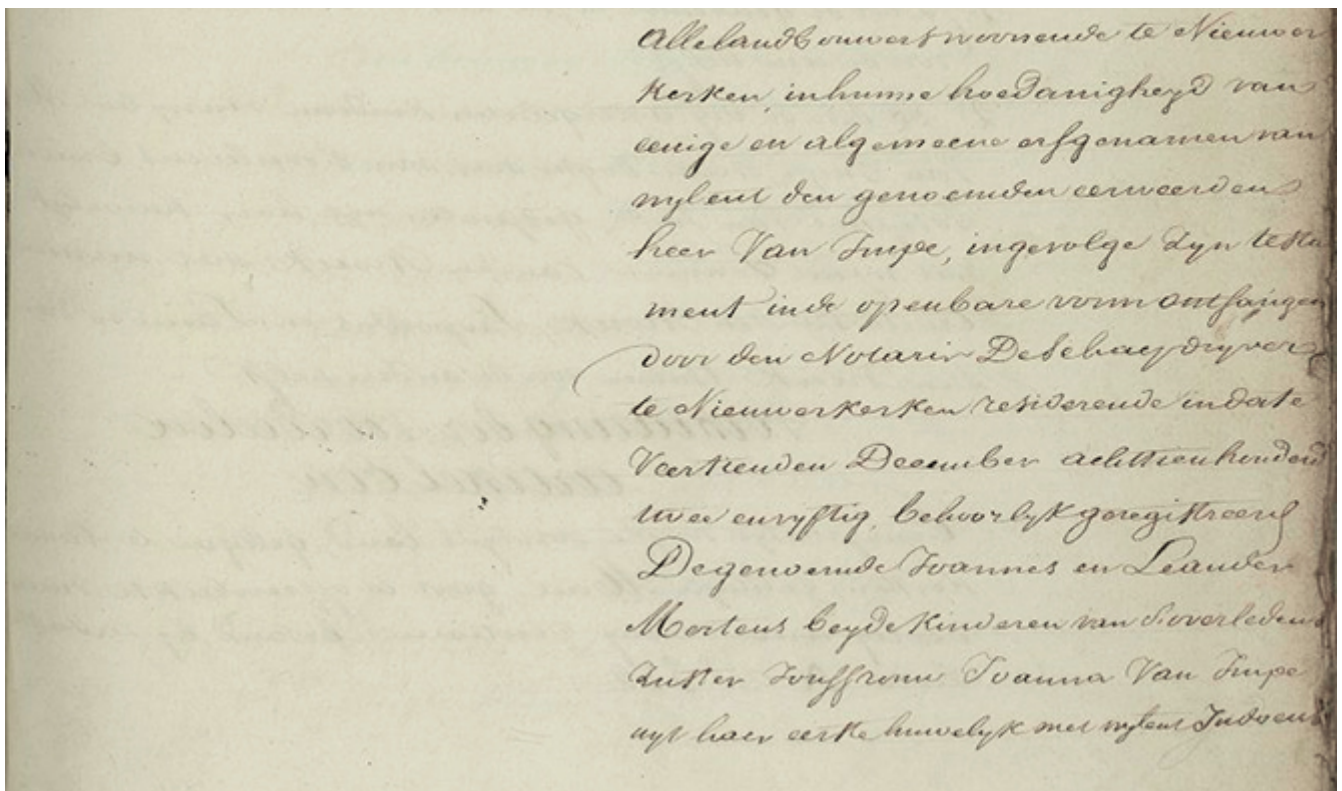 Alle landbouwers woonende te Nieuwer
kerken, in hunne hoedanigheyd van
eenige en algemeene erfgenamen van
wylent den genoemden eerweerden
heer Van Impe, ingevolge zyn testa
ment in de openbare vorm ontfangen
door den Notaris De Schaepdryver
te Nieuwerkerken residerende in date
Veertienden December achttien honderd
twee en vyftig, behoorlyk geregistreerd
De genoemde Joannes en Leander
Mertens beyde kinderen van d'overledene
zuster Jouffrouw Joanna Van Impe
uyt haer eerste huwelyk met wylent Judocus